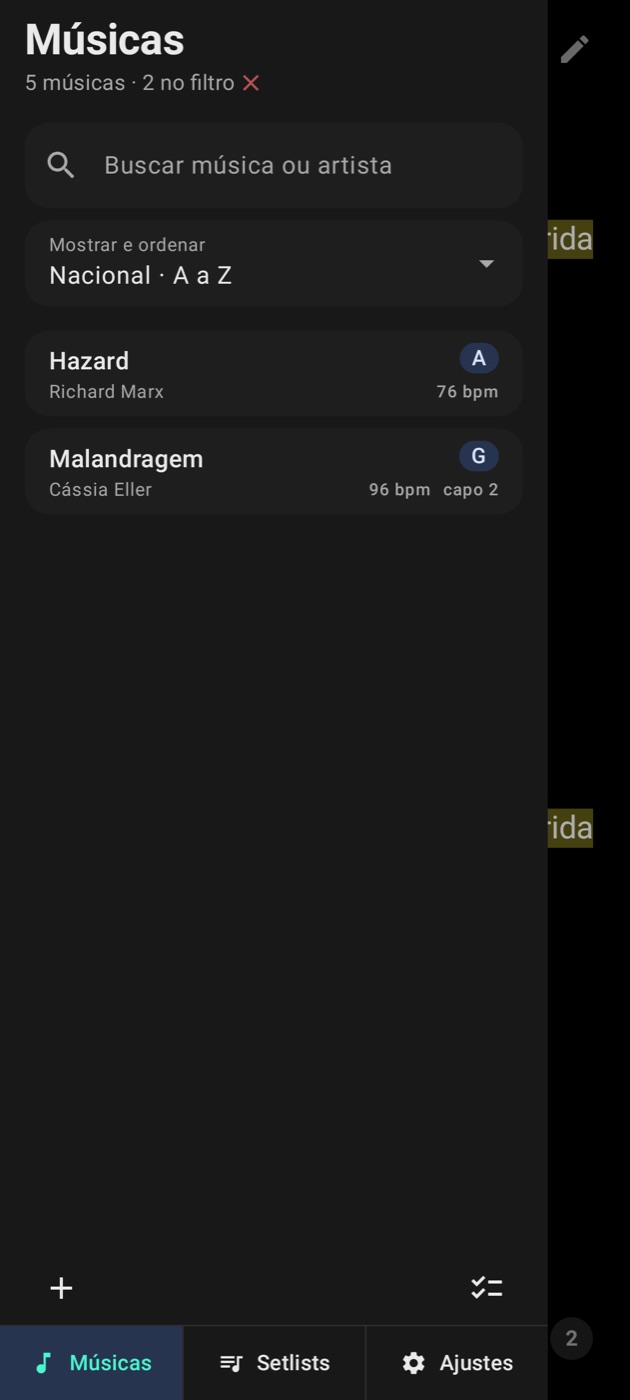 Músicas
5 músicas · 2 no filtro
Buscar música ou artista
Mostrar e ordenar
Nacional · A a Z
Hazard
A
Richard Marx
76 bpm
Malandragem
G
Cássia Eller
96 bpm capo 2
rida
rida
2
Músicas
Setlists
Ajustes